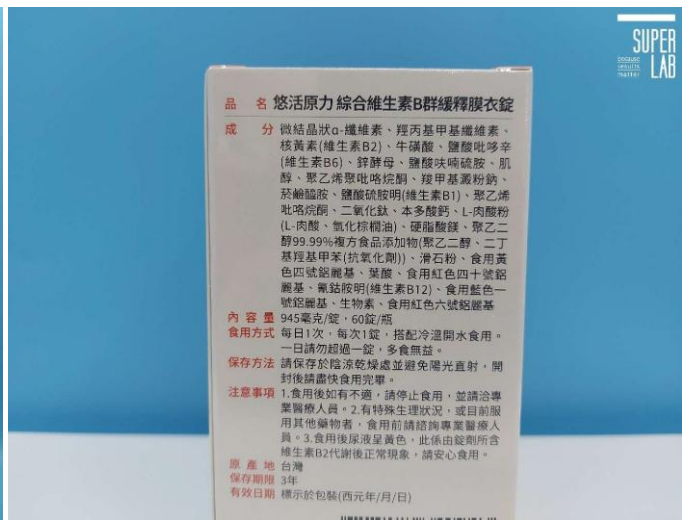 SUPER
LAB
because
results
matter
品名 悠活原力 綜合維生素B群緩釋膜衣錠
成分 微結晶狀α-纖維素、羥丙基甲基纖維素、
核黃素(維生素B2)、牛磺酸、鹽酸吡哆辛
(維生素B6)、鋅酵母、鹽酸呋喃硫胺、肌
醇、聚乙烯聚吡咯烷酮、羧甲基澱粉鈉、
菸鹼醯胺、鹽酸硫胺明(維生素B1)、聚乙烯
吡咯烷酮、二氧化鈦、本多酸鈣、L-肉酸粉
(L-肉酸、氫化棕櫚油)、硬脂酸鎂、聚乙二
醇99.99%複方食品添加物(聚乙二醇、二丁
基羥基甲苯(抗氧化劑))、滑石粉、食用黃
色四號鋁麗基、葉酸、食用紅色四十號鋁
麗基、氰鈷胺明(維生素B12)、食用藍色一
號鋁麗基、生物素、食用紅色六號鋁麗基
內容量 945毫克/錠，60錠/瓶
食用方式 每日1次，每次1錠，搭配冷溫開水食用。
一日請勿超過一錠，多食無益。
保存方法 請保存於陰涼乾燥處並避免陽光直射，開
封後請盡快食用完畢。
注意事項 1.食用後如有不適，請停止食用，並請洽專
業醫療人員。2.有特殊生理狀況，或目前服
用其他藥物者，食用前請諮詢專業醫療人
員。3.食用後尿液呈黃色，此係由錠劑所含
維生素B2代謝後正常現象，請安心食用。
原產地 台灣
保存期限 3年
有效日期 標示於包裝(西元年/月/日)